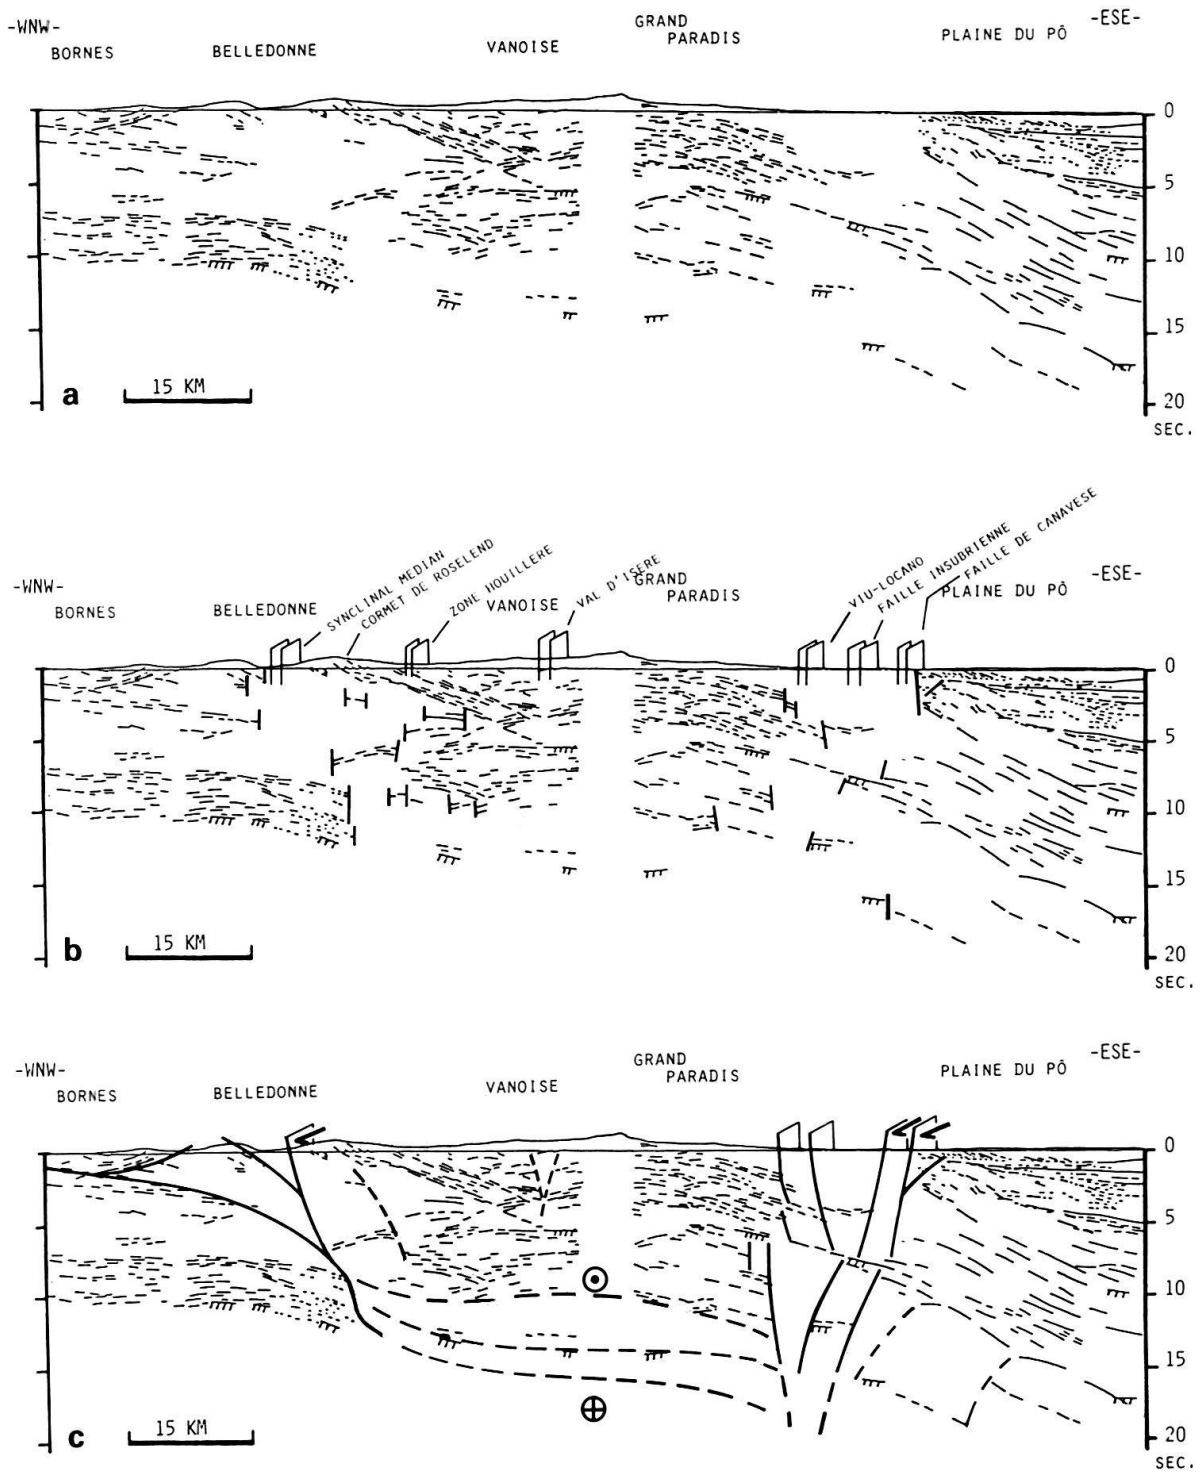 -WNW-
BORNES
BELLEDONNE
VANOISE
GRAND
PARADIS
PLAINE DU PÔ
-ESE-
0
5
10
15
20
SEC.
15 KM
a
-WNW-
BORNES
BELLEDONNE
SYNCLINAL MEDIAN
CORMET DE ROSELEND
ZONE HOUILLERE
VANOISE
VAL D'ISERE
GRAND
PARADIS
VIU-LOCANO
FAILLE INSUBRIENNE
FAILLE DE CANAVESE
PLAINE DU PÔ
-ESE-
0
5
10
15
20
SEC.
15 KM
b
-WNW-
BORNES
BELLEDONNE
VANOISE
GRAND
PARADIS
PLAINE DU PÔ
-ESE-
0
5
10
15
20
SEC.
15 KM
c